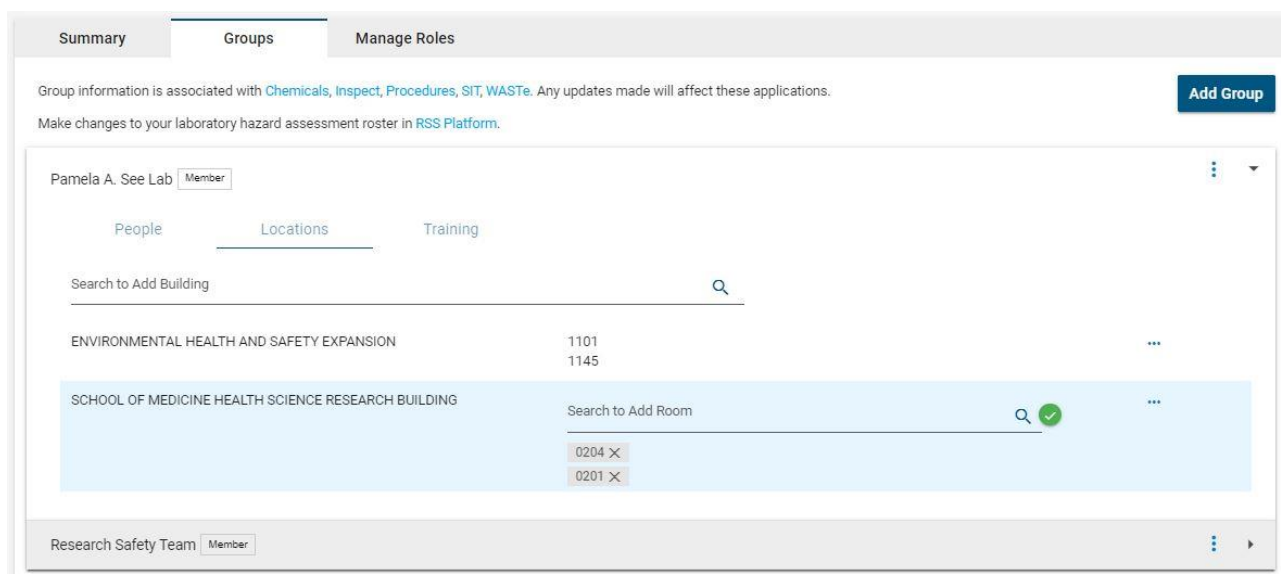 Summary Groups Manage Roles
Group information is associated with Chemicals, Inspect, Procedures, SIT, WASTe. Any updates made will affect these applications.
Add Group
Make changes to your laboratory hazard assessment roster in RSS Platform.
Pamela A. See Lab Member
People Locations Training
Search to Add Building
ENVIRONMENTAL HEALTH AND SAFETY EXPANSION 1101
1145
SCHOOL OF MEDICINE HEALTH SCIENCE RESEARCH BUILDING
Search to Add Room
0204
0201
Research Safety Team Member